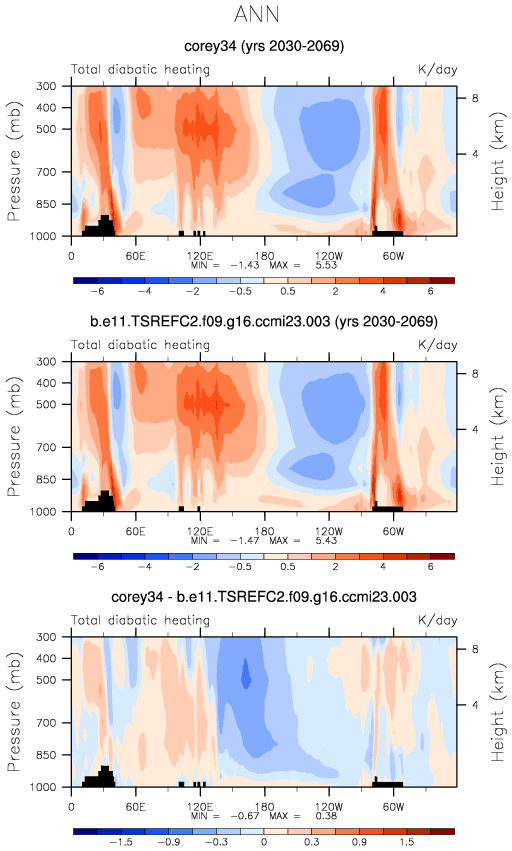 ANN
corey34 (yrs 2030-2069)
Total diabatic heating K/day
300
500
700
850
1000
Pressure (mb)
8
4
Height (km)
0 60E 120E 180 120W 60W
MIN = -1.43 MAX = 5.53
-6 -4 -2 -0.5 0.5 2 4 6
b.e11.TSREFC2.f09.g16.ccmi23.003 (yrs 2030-2069)
Total diabatic heating K/day
300
500
700
850
1000
Pressure (mb)
8
4
Height (km)
0 60E 120E 180 120W 60W
MIN = -1.47 MAX = 5.43
-6 -4 -2 -0.5 0.5 2 4 6
corey34 - b.e11.TSREFC2.f09.g16.ccmi23.003
Total diabatic heating K/day
300
500
700
850
1000
Pressure (mb)
8
4
Height (km)
0 60E 120E 180 120W 60W
MIN = -0.67 MAX = 0.38
-1.5 -0.9 -0.3 0 0.3 0.9 1.5